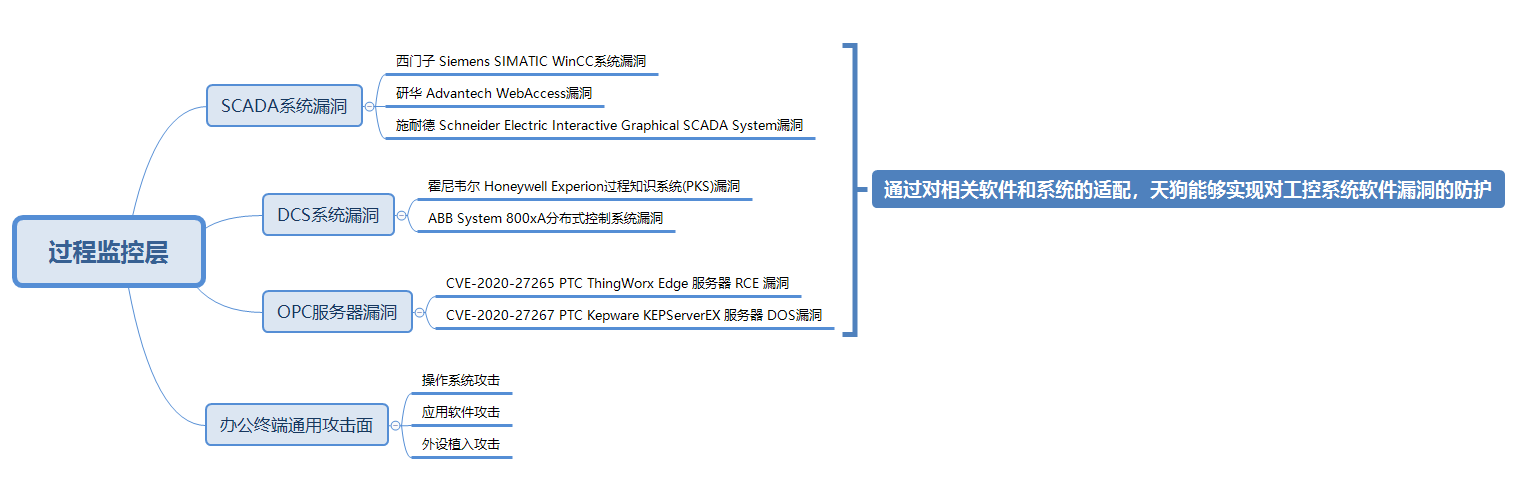 过程监控层
SCADA系统漏洞
西门子 Siemens SIMATIC WinCC系统漏洞
研华 Advantech WebAccess漏洞
施耐德 Schneider Electric Interactive Graphical SCADA System漏洞
DCS系统漏洞
霍尼韦尔 Honeywell Experion过程知识系统(PKS)漏洞
ABB System 800xA分布式控制系统漏洞
OPC服务器漏洞
CVE-2020-27265 PTC ThingWorx Edge 服务器 RCE 漏洞
CVE-2020-27267 PTC Kepware KEPServerEX 服务器 DOS漏洞
办公终端通用攻击面
操作系统攻击
应用软件攻击
外设植入攻击
通过对相关软件和系统的适配，天狗能够实现对工控系统软件漏洞的防护